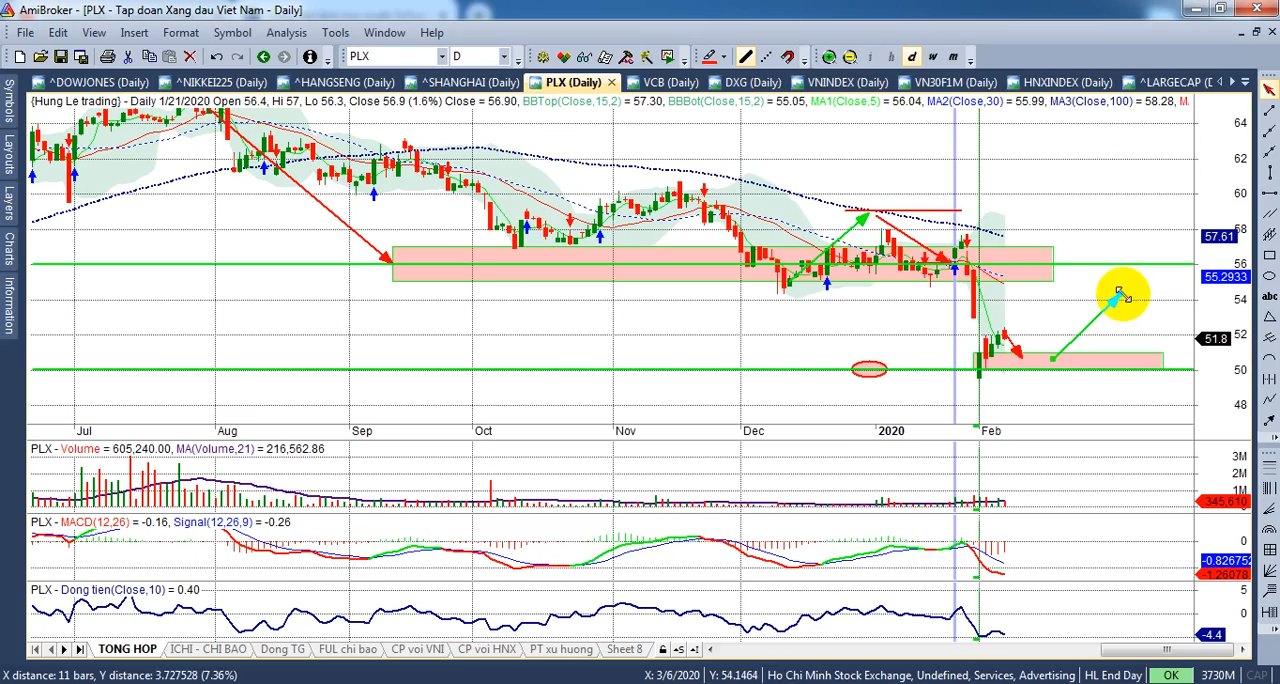 AmiBroker - [PLX - Tap doan Xang dau Viet Nam - Daily]
File Edit View Insert Format Symbol Analysis Tools Window Help
PLX D i h d w m
^DOWJONES (Daily) ^NIKKEI225 (Daily) ^HANGSENG (Daily) ^SHANGHAI (Daily) PLX (Daily) VCB (Daily) DXG (Daily) VNINDEX (Daily) VN30F1M (Daily) HNXINDEX (Daily) ^LARGECAP (D
Symbols
Layouts
Layers
Charts
Information
{Hung Le trading} - Daily 1/21/2020 Open 56.4, Hi 57, Lo 56.3, Close 56.9 (1.6%) Close = 56.90, BBTop(Close,15,2) = 57.30, BBBot(Close,15,2) = 55.05, MA1(Close,5) = 56.04, MA2(Close,30) = 55.99, MA3(Close,100) = 58.28,
64
62
60
58
57.61
56
55.2933
54
52
51.8
50
48
abc
Jul Aug Sep Oct Nov Dec 2020 Feb
PLX - Volume = 605,240.00, MA(Volume,21) = 216,562.86
3M
2M
1M
345,610
PLX - MACD(12,26) = -0.16, Signal(12,26,9) = -0.26
0
-0.826752
-1.26078
PLX - Dong tien(Close,10) = 0.40
5
0
-4.4
TONG HOP ICHI - CHI BAO Dong TG FUL chi bao CP voi VNI CP voi HNX PT xu huong Sheet 8
X distance: 11 bars, Y distance: 3.727528 (7.36%) X: 3/6/2020 Y: 54.1464 Ho Chi Minh Stock Exchange, Undefined, Services, Advertising HL End Day OK 3730M CAP